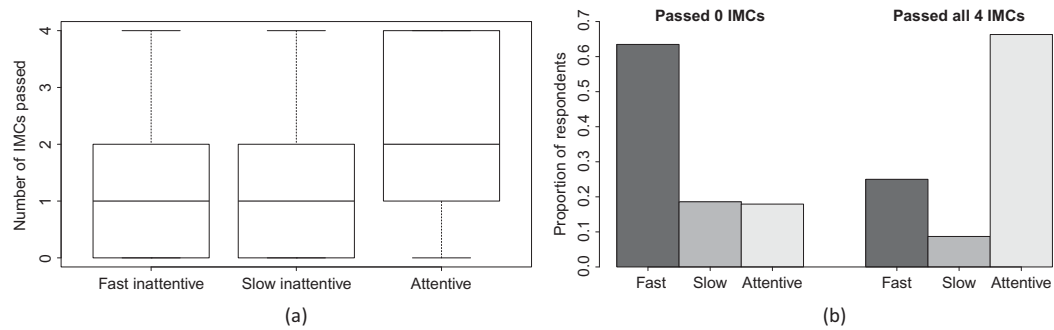 Number of IMCs passed
4
3
2
1
0
Fast inattentive
Slow inattentive
Attentive
(a)
Proportion of respondents
0.7
0.6
0.5
0.4
0.3
0.2
0.1
0.0
Passed 0 IMCs
Passed all 4 IMCs
Fast
Slow
Attentive
Fast
Slow
Attentive
(b)